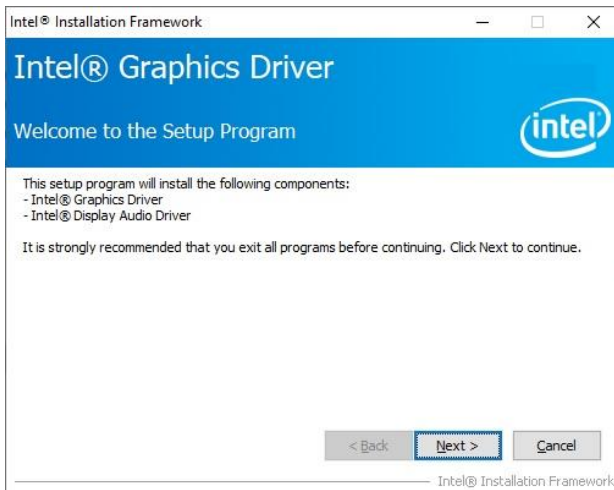 Intel® Installation Framework
Intel® Graphics Driver
Welcome to the Setup Program
intel
This setup program will install the following components:
- Intel® Graphics Driver
- Intel® Display Audio Driver
It is strongly recommended that you exit all programs before continuing. Click Next to continue.
< Back Next > Cancel
Intel® Installation Framework